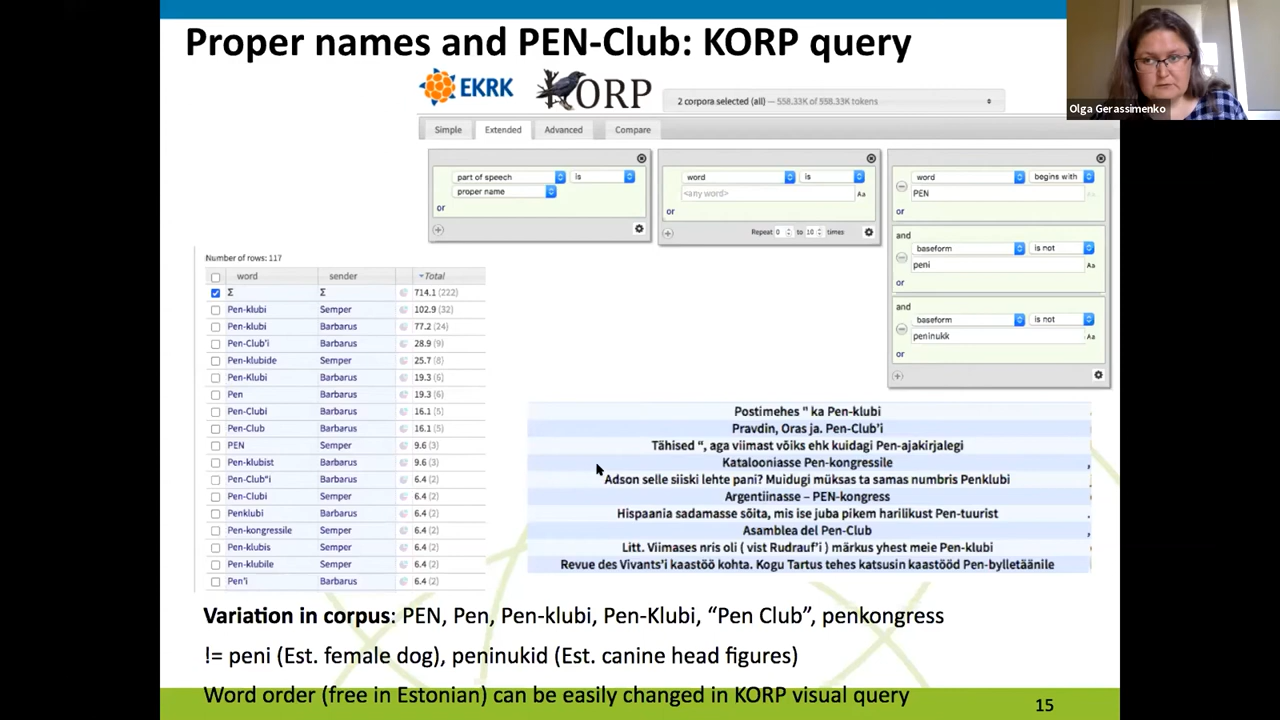 Proper names and PEN-Club: KORP query
Olga Gerassimenko
EKRK
KORP
2 corpora selected (all) — 558.33K of 558.33K tokens
Simple Extended Advanced Compare
part of speech is
proper name
or
word is
<any word> Aa
or
Repeat 0 to 10 times
word begins with
PEN
or
and
baseform is not
peni Aa
or
and
baseform is not
peninukk Aa
or
Number of rows: 117
word sender Total
Σ Σ 714.1 (222)
Pen-klubi Semper 102.9 (32)
Pen-klubi Barbarus 77.2 (24)
Pen-Club'i Barbarus 28.9 (9)
Pen-klubide Semper 25.7 (8)
Pen-Klubi Barbarus 19.3 (6)
Pen Barbarus 19.3 (6)
Pen-Clubi Barbarus 16.1 (5)
Pen-Club Barbarus 16.1 (5)
PEN Semper 9.6 (3)
Pen-klubist Barbarus 9.6 (3)
Pen-Club"i Barbarus 6.4 (2)
Pen-Clubi Semper 6.4 (2)
Penklubi Barbarus 6.4 (2)
Pen-kongressile Semper 6.4 (2)
Pen-klubis Barbarus 6.4 (2)
Pen-klubile Semper 6.4 (2)
Pen'i Barbarus 6.4 (2)
Postimehes " ka Pen-klubi
Pravdin, Oras ja. Pen-Club'i
Tähised “, aga viimast võiks ehk kuidagi Pen-ajakirjalegi
Katalooniasse Pen-kongressile ,
Adson selle siiski lehte pani? Muidugi müksas ta samas numbris Penklubi
Argentiinasse – PEN-kongress
Hispaania sadamasse sõita, mis ise juba pikem harilikust Pen-tuurist .
Asamblea del Pen-Club ,
Litt. Viimases nris oli ( vist Rudrauf'i ) märkus yhest meie Pen-klubi
Revue des Vivants'i kaastöö kohta. Kogu Tartus tehes katsusin kaastööd Pen-bylletäänile
Variation in corpus: PEN, Pen, Pen-klubi, Pen-Klubi, “Pen Club”, penkongress
!= peni (Est. female dog), peninukid (Est. canine head figures)
Word order (free in Estonian) can be easily changed in KORP visual query
15